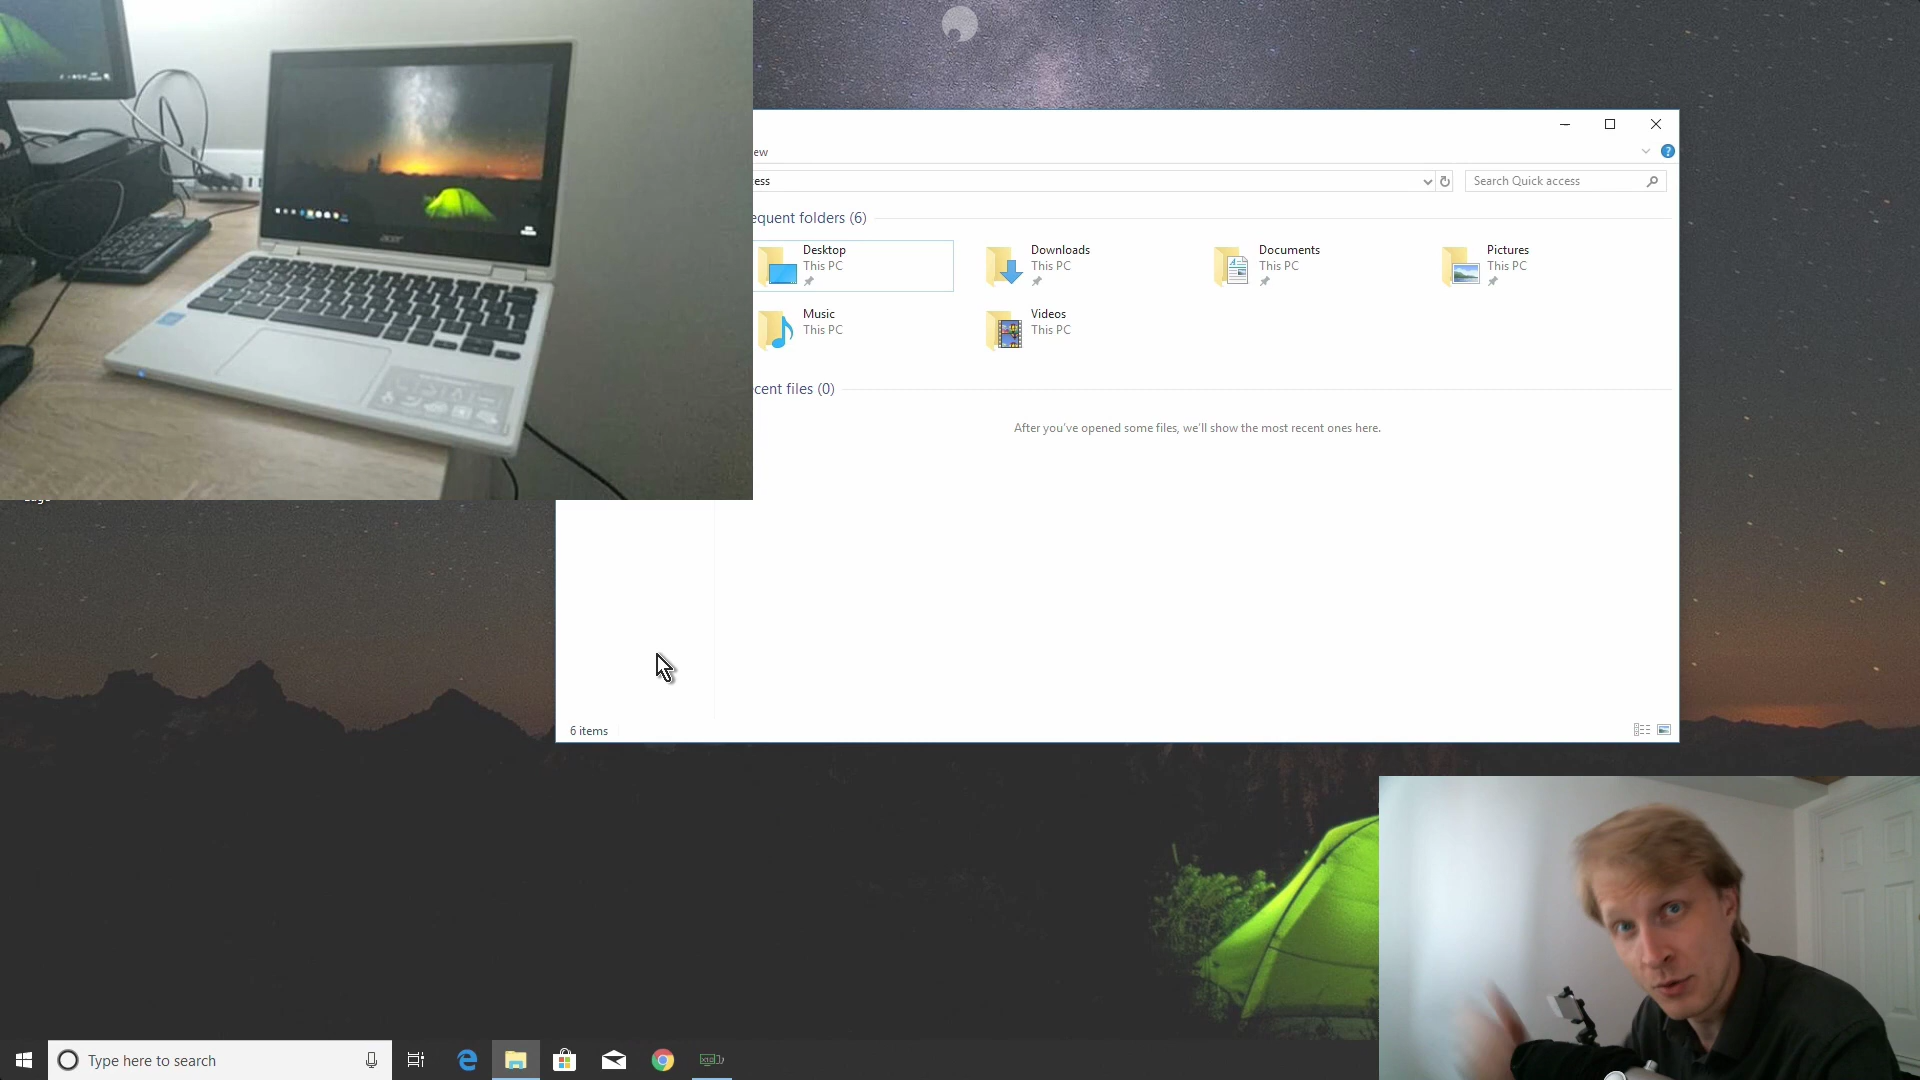 acer
ew
ess
Search Quick access
equent folders (6)
Desktop
This PC
Downloads
This PC
Documents
This PC
Pictures
This PC
Music
This PC
Videos
This PC
cent files (0)
After you've opened some files, we'll show the most recent ones here.
6 items
Type here to search